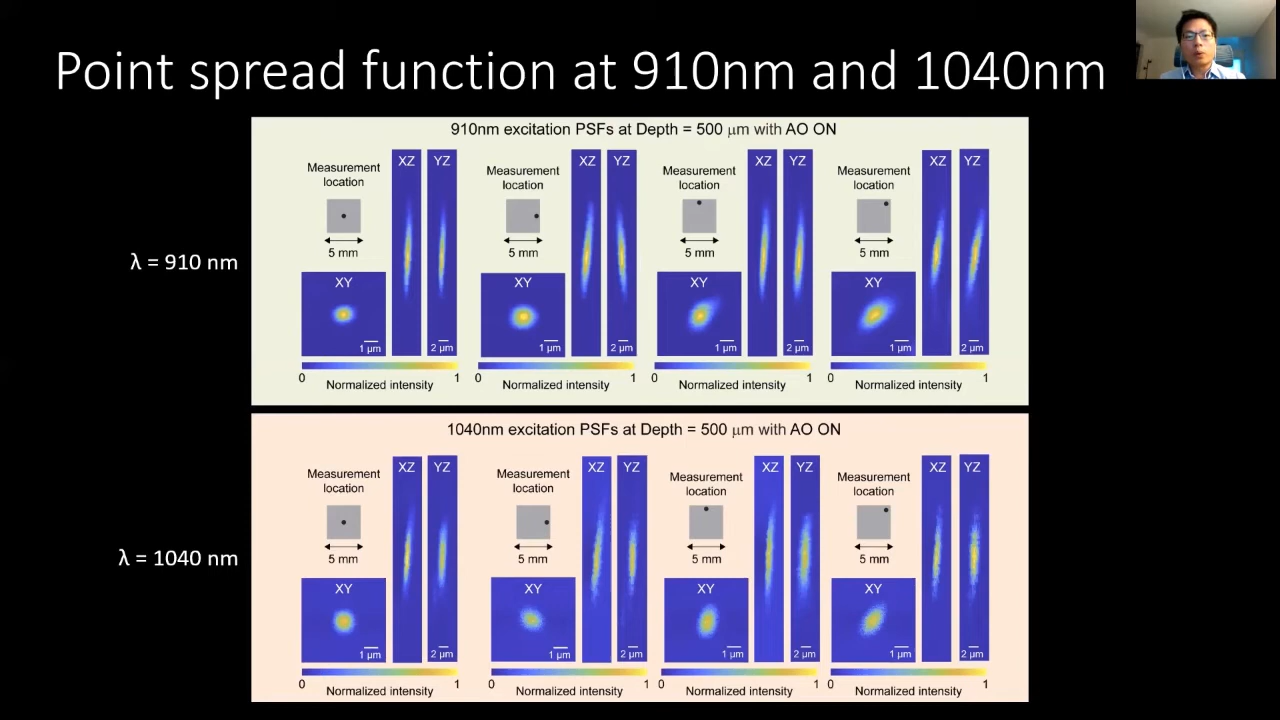 Point spread function at 910nm and 1040nm
910nm excitation PSFs at Depth = 500 μm with AO ON
λ = 910 nm
Measurement
location
5 mm
XY
1 μm
XZ
YZ
2 μm
0
1
Normalized intensity
Measurement
location
5 mm
XY
1 μm
XZ
YZ
2 μm
0
1
Normalized intensity
Measurement
location
5 mm
XY
1 μm
XZ
YZ
2 μm
0
1
Normalized intensity
Measurement
location
5 mm
XY
1 μm
XZ
YZ
2 μm
0
1
Normalized intensity
1040nm excitation PSFs at Depth = 500 μm with AO ON
λ = 1040 nm
Measurement
location
5 mm
XY
1 μm
XZ
YZ
2 μm
0
1
Normalized intensity
Measurement
location
5 mm
XY
1 μm
XZ
YZ
2 μm
0
1
Normalized intensity
Measurement
location
5 mm
XY
1 μm
XZ
YZ
2 μm
0
1
Normalized intensity
Measurement
location
5 mm
XY
1 μm
XZ
YZ
2 μm
0
1
Normalized intensity